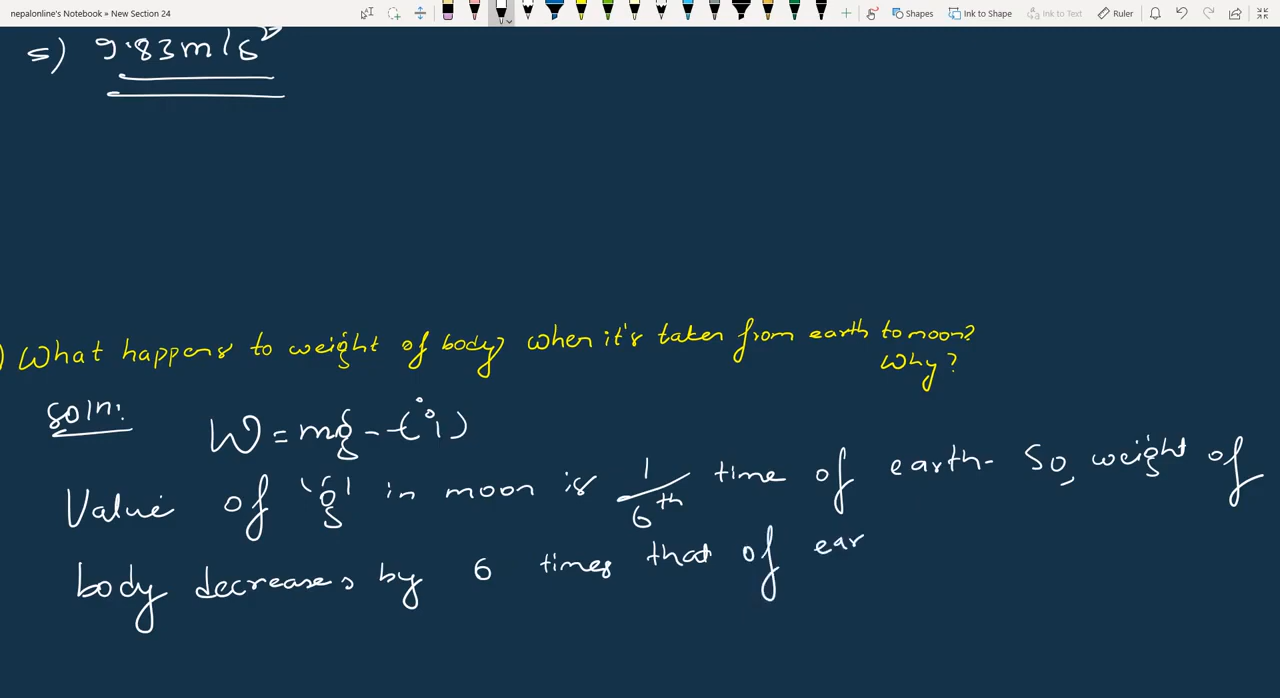 nepalonline's Notebook » New Section 24
Shapes Ink to Shape Ink to Text Ruler
5) 9.83m/s²
) What happens to weight of body when it's taken from earth to moon?
Why?
Soln:
W = mg - (i)
Value of 'g' in moon is 1/6th time of earth. So, weight of
body decreases by 6 times that of ear